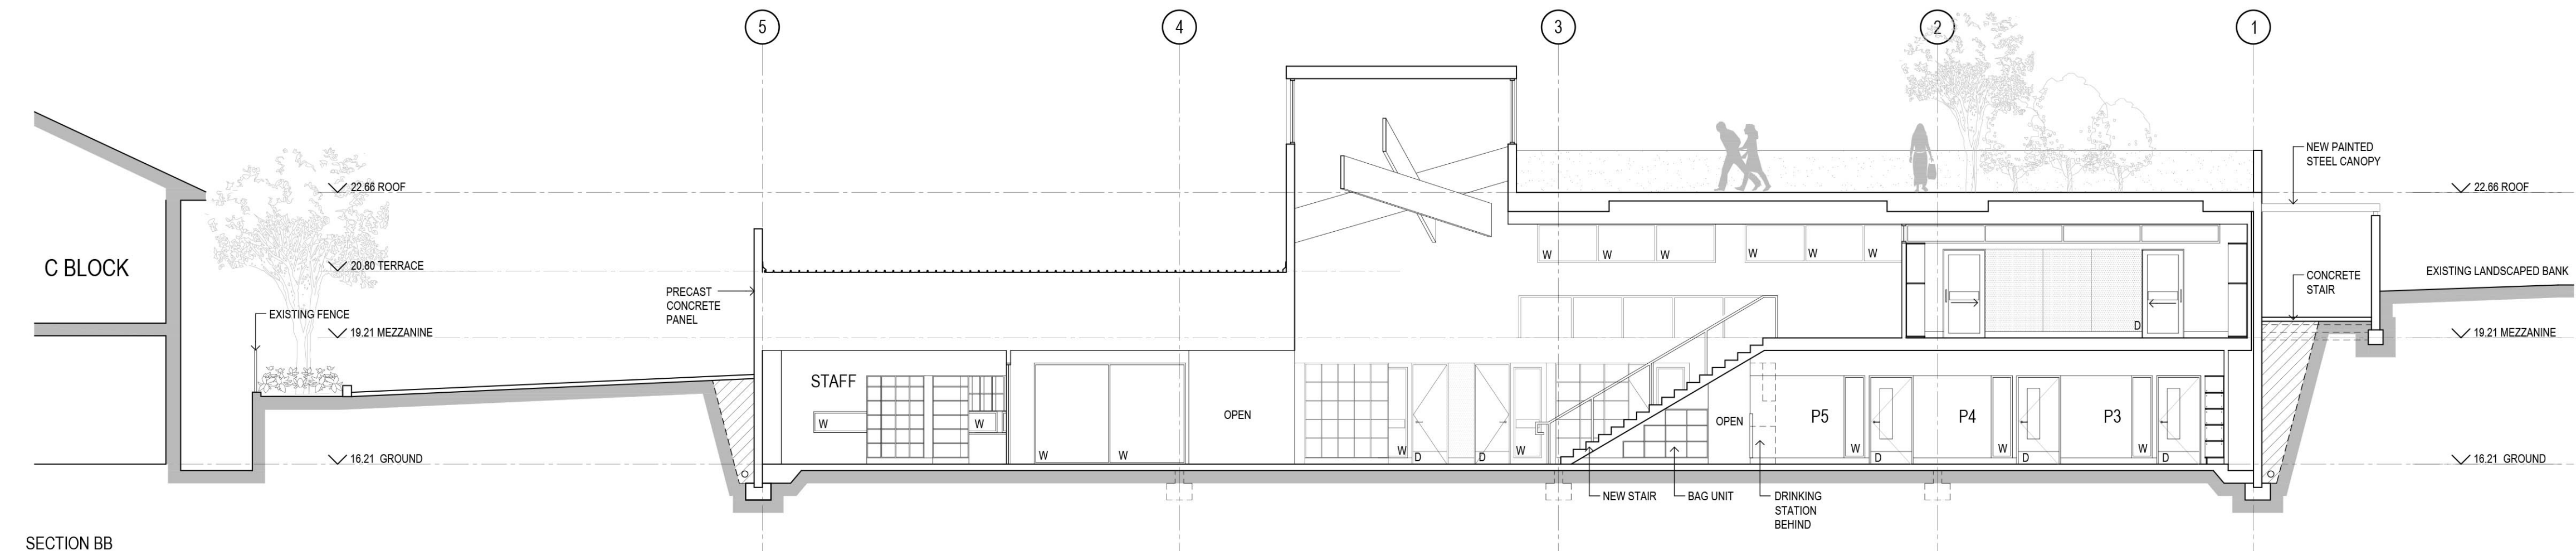 5
4
3
2
1
NEW PAINTED
STEEL CANOPY
22.66 ROOF
22.66 ROOF
C BLOCK
20.80 TERRACE
W W W W W W
PRECAST
CONCRETE
PANEL
CONCRETE
STAIR
EXISTING LANDSCAPED BANK
EXISTING FENCE
D
19.21 MEZZANINE
19.21 MEZZANINE
STAFF
OPEN
OPEN
P5
P4
P3
W
W
W W
W
D
D
W
W
D
W
D
W
D
16.21 GROUND
16.21 GROUND
NEW STAIR
BAG UNIT
DRINKING
STATION
BEHIND
SECTION BB